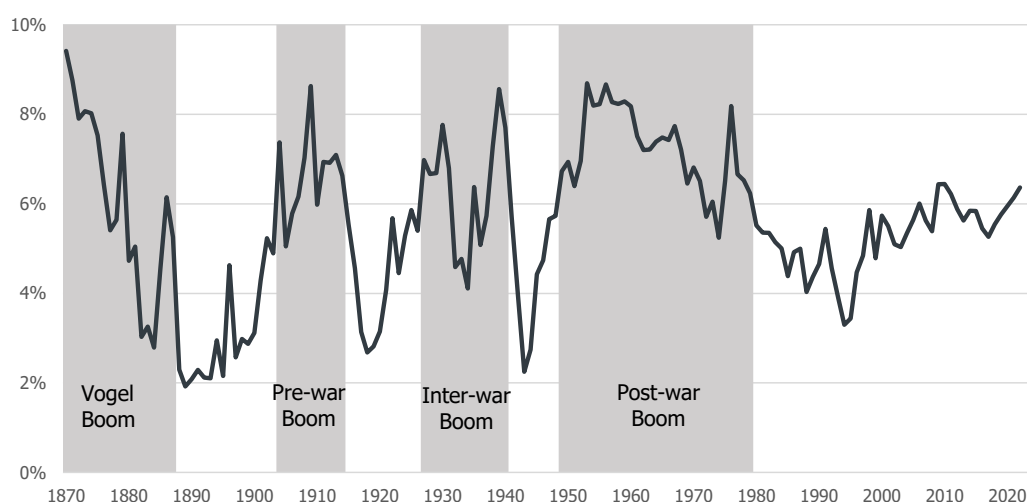 10%
8%
6%
4%
2%
0%
Vogel
Boom
Pre-war
Boom
Inter-war
Boom
Post-war
Boom
1870 1880 1890 1900 1910 1920 1930 1940 1950 1960 1970 1980 1990 2000 2010 2020